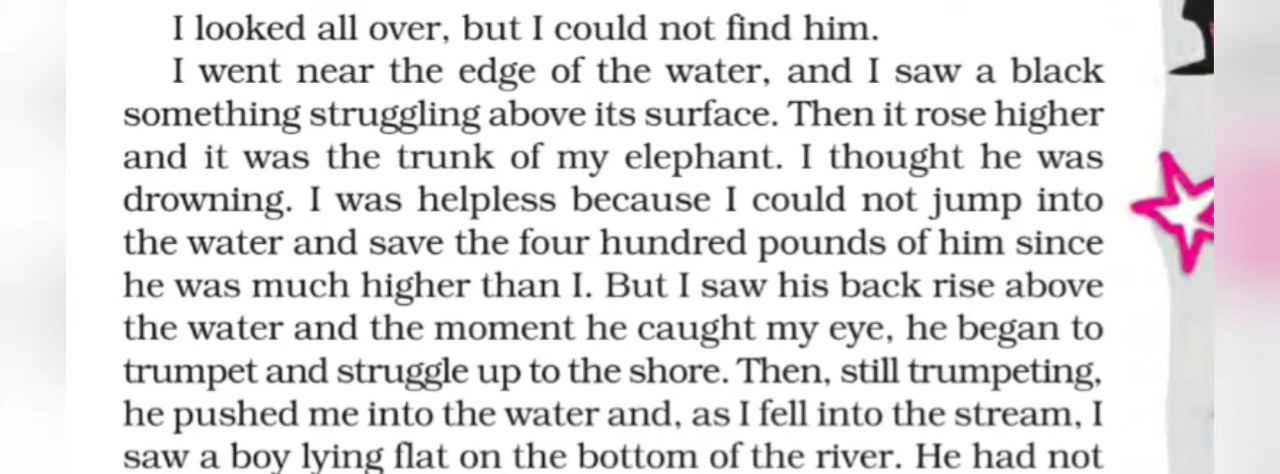 I looked all over, but I could not find him.
I went near the edge of the water, and I saw a black
something struggling above its surface. Then it rose higher
and it was the trunk of my elephant. I thought he was
drowning. I was helpless because I could not jump into
the water and save the four hundred pounds of him since
he was much higher than I. But I saw his back rise above
the water and the moment he caught my eye, he began to
trumpet and struggle up to the shore. Then, still trumpeting,
he pushed me into the water and, as I fell into the stream, I
saw a boy lying flat on the bottom of the river. He had not